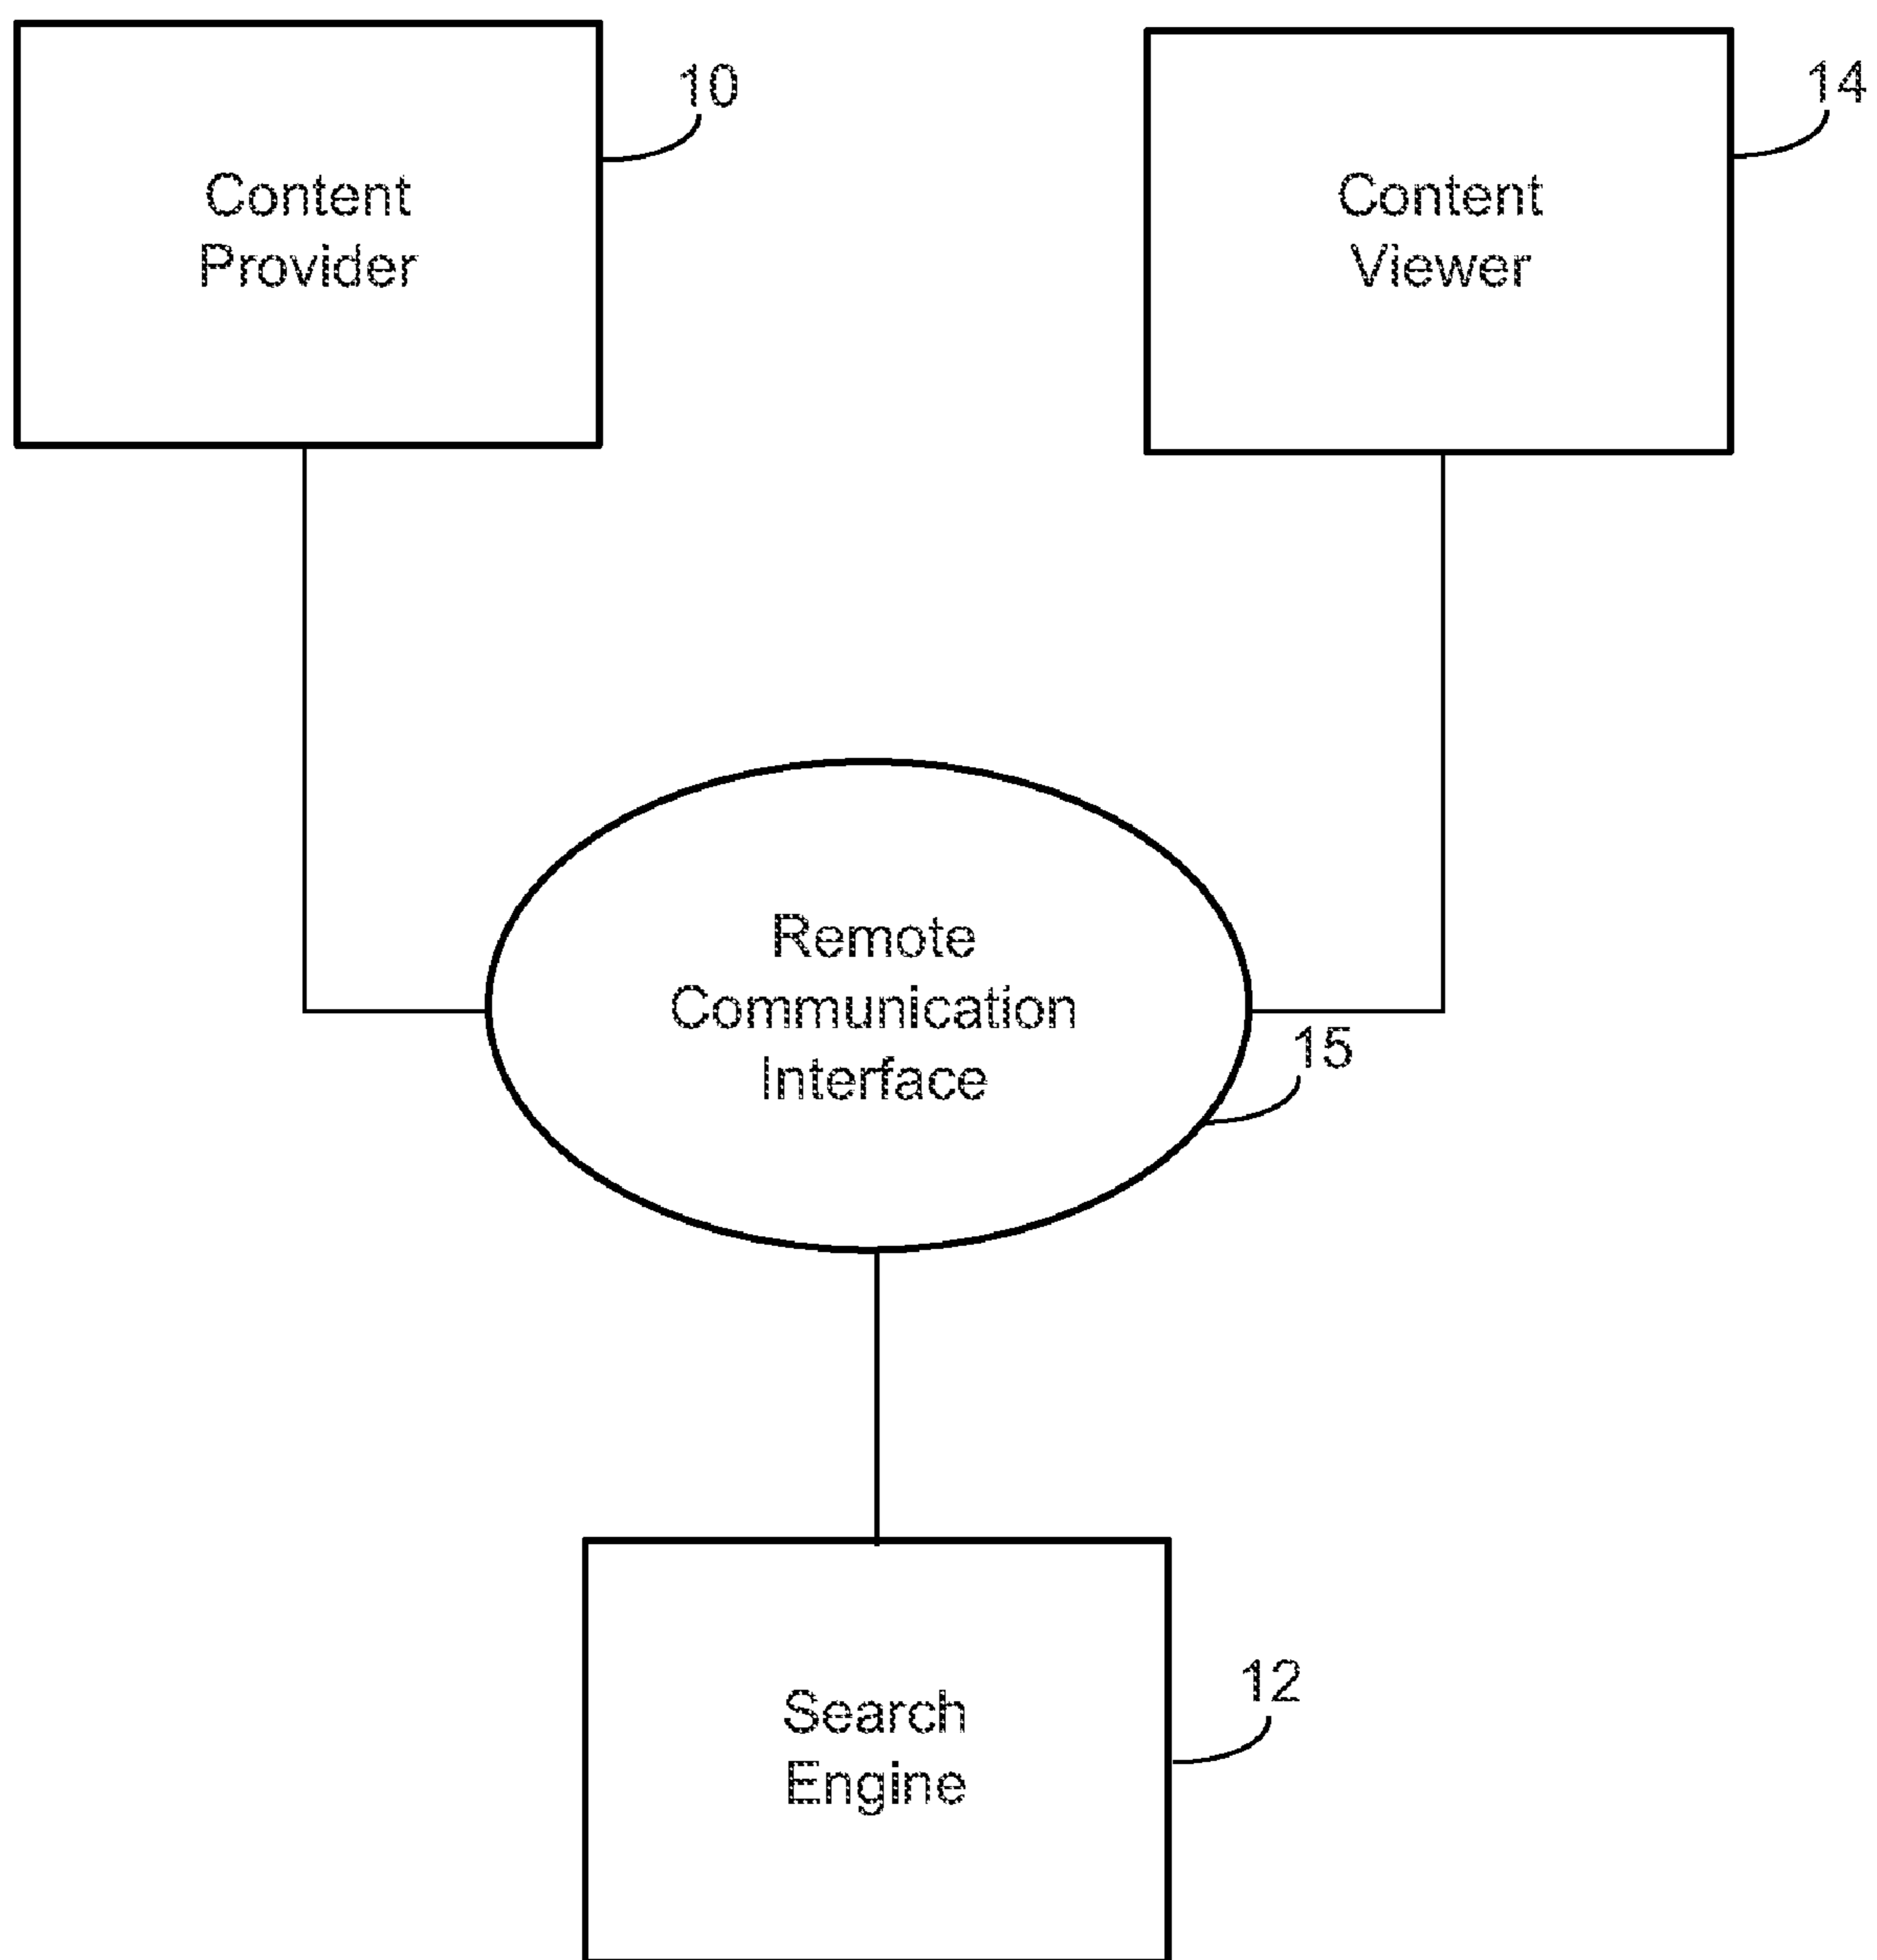 10
Content
Provider
14
Content
Viewer
Remote
Communication
Interface
15
Search
Engine
12